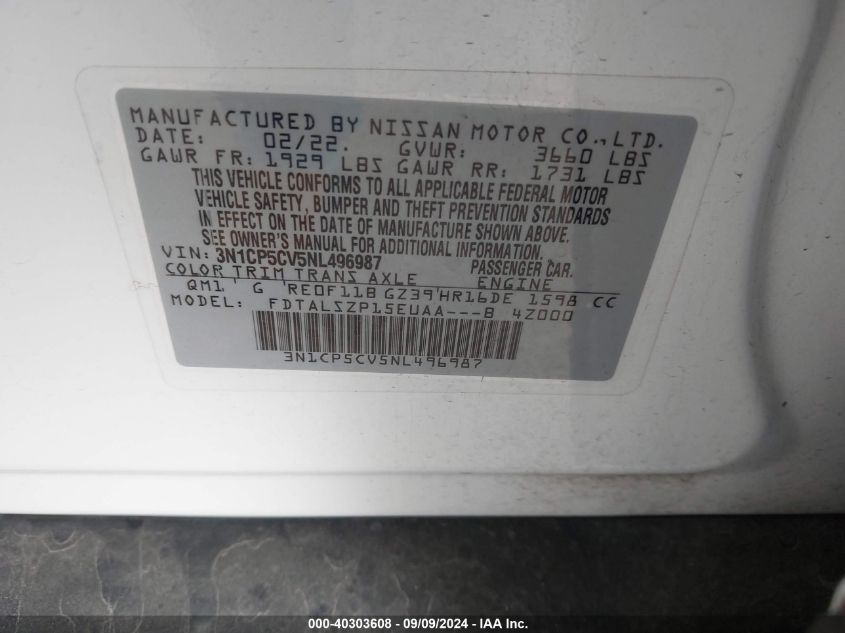 MANUFACTURED BY NISSAN MOTOR CO., LTD.
DATE: 02/22. GVWR: 3660 LBS
GAWR FR: 1929 LBS GAWR RR: 1731 LBS
THIS VEHICLE CONFORMS TO ALL APPLICABLE FEDERAL MOTOR
VEHICLE SAFETY, BUMPER AND THEFT PREVENTION STANDARDS
IN EFFECT ON THE DATE OF MANUFACTURE SHOWN ABOVE.
SEE OWNER'S MANUAL FOR ADDITIONAL INFORMATION.
VIN: 3N1CP5CV5NL496987 PASSENGER CAR.
COLOR TRIM TRANS AXLE ENGINE
QM1 ' G 'RE0F11B GZ39'HR16DE 1598 CC
MODEL: FDTALSZP15EUAA---B 4Z000
3N1CP5CV5NL496987
000-40303608 - 09/09/2024 - IAA Inc.